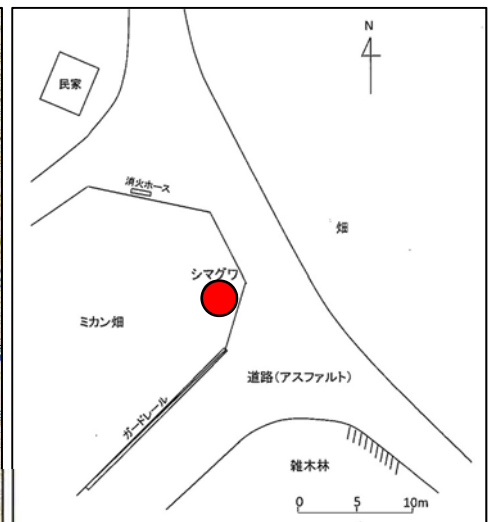 N
民家
消火ホース
畑
シマグワ
ミカン畑
道路(アスファルト)
ガードレール
雑木林
0 5 10m